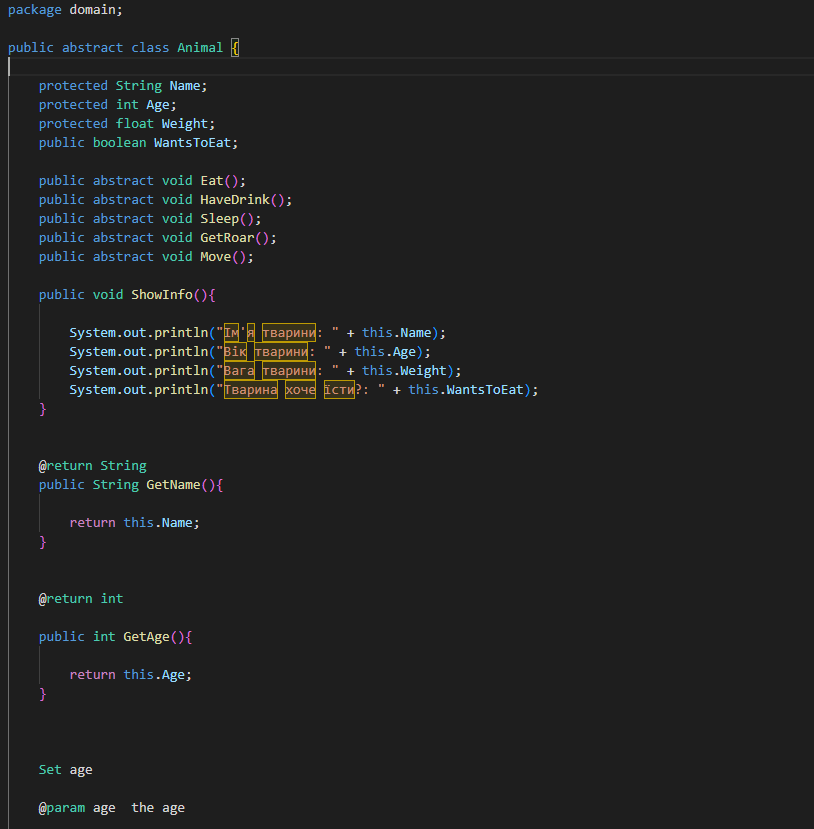 package domain;
public abstract class Animal {
protected String Name;
protected int Age;
protected float Weight;
public boolean WantsToEat;
public abstract void Eat();
public abstract void HaveDrink();
public abstract void Sleep();
public abstract void GetRoar();
public abstract void Move();
public void ShowInfo(){
System.out.println("Ім'я тварини: " + this.Name);
System.out.println("Вік тварини: " + this.Age);
System.out.println("Вага тварини: " + this.Weight);
System.out.println("Тварина хоче їсти?: " + this.WantsToEat);
}
@return String
public String GetName(){
return this.Name;
}
@return int
public int GetAge(){
return this.Age;
}
Set age
@param age  the age